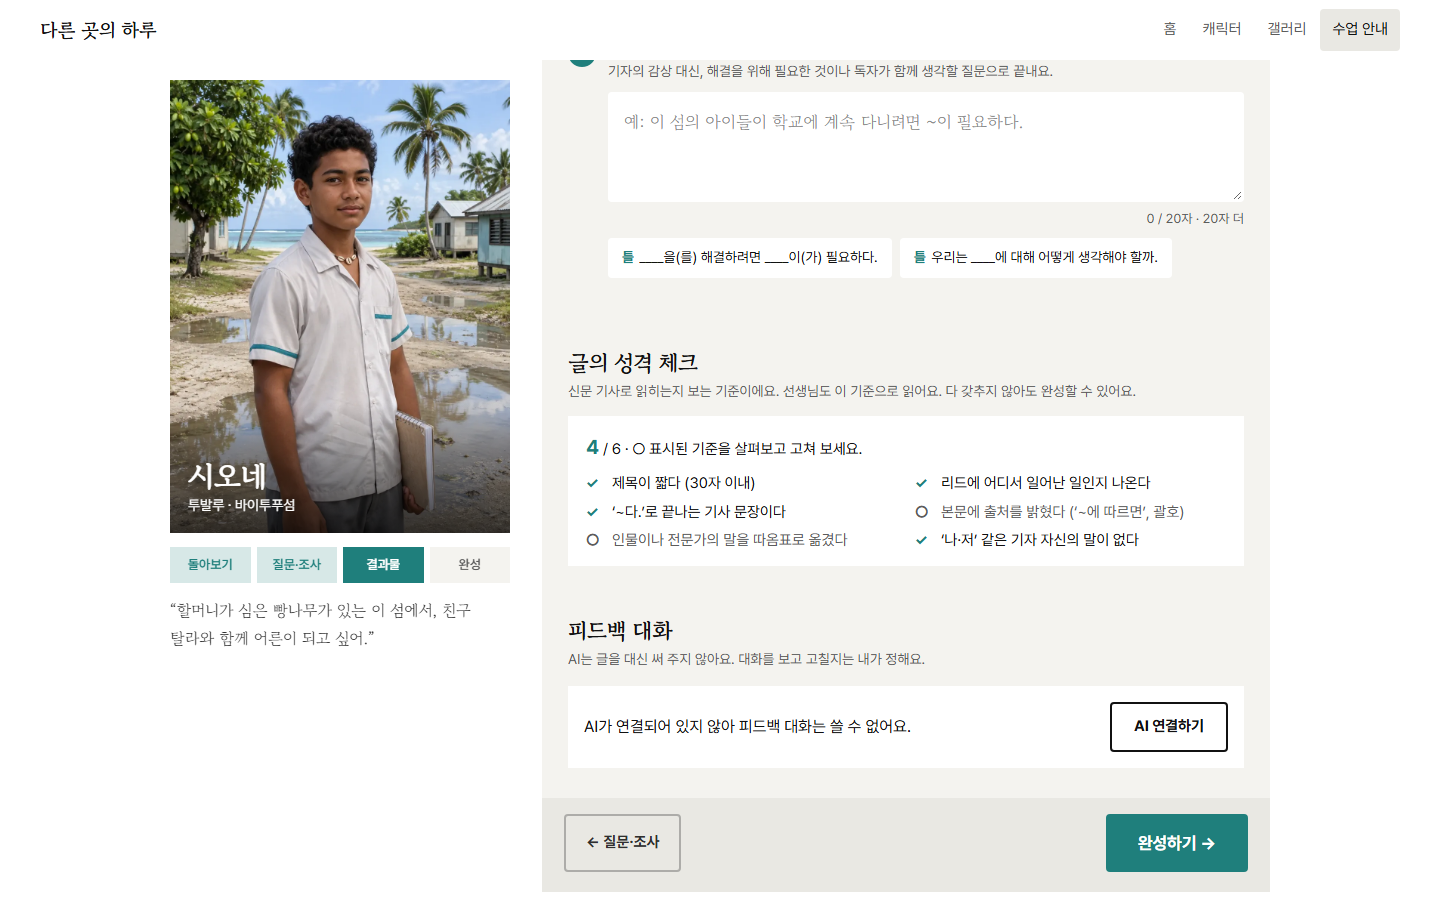 다른 곳의 하루
홈
캐릭터
갤러리
수업 안내
시오네
투발루 · 바이투푸섬
돌아보기
질문·조사
결과물
완성
“할머니가 심은 빵나무가 있는 이 섬에서, 친구
탈라와 함께 어른이 되고 싶어.”
기자의 감상 대신, 해결을 위해 필요한 것이나 독자가 함께 생각할 질문으로 끝내요.
예: 이 섬의 아이들이 학교에 계속 다니려면 ~이 필요하다.
0 / 20자 · 20자 더
틀 ____을(를) 해결하려면 ____이(가) 필요하다.
틀 우리는 ____에 대해 어떻게 생각해야 할까.
글의 성격 체크
신문 기사로 읽히는지 보는 기준이에요. 선생님도 이 기준으로 읽어요. 다 갖추지 않아도 완성할 수 있어요.
4 / 6 · ○ 표시된 기준을 살펴보고 고쳐 보세요.
✓ 제목이 짧다 (30자 이내)
✓ 리드에 어디서 일어난 일인지 나온다
✓ ‘~다.’로 끝나는 기사 문장이다
○ 본문에 출처를 밝혔다 (‘~에 따르면’, 괄호)
○ 인물이나 전문가의 말을 따옴표로 옮겼다
✓ ‘나·저’ 같은 기자 자신의 말이 없다
피드백 대화
AI는 글을 대신 써 주지 않아요. 대화를 보고 고칠지는 내가 정해요.
AI가 연결되어 있지 않아 피드백 대화는 쓸 수 없어요.
AI 연결하기
← 질문·조사
완성하기 →